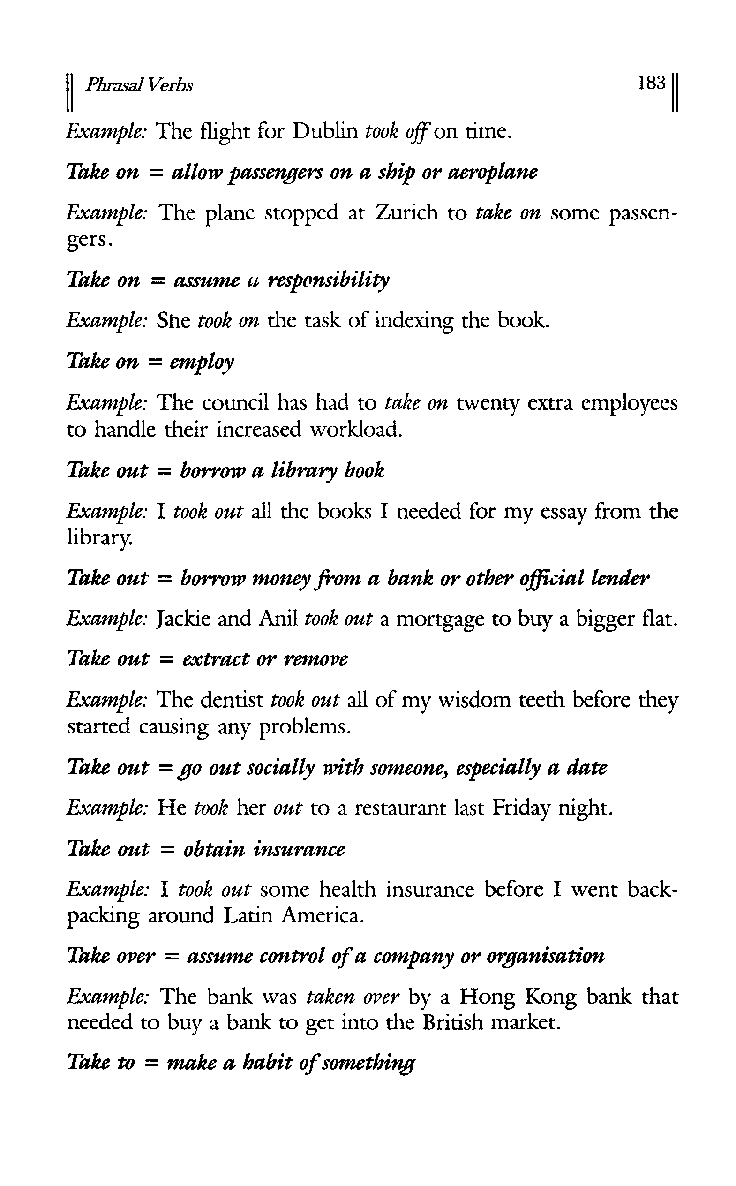 Phrasal Verbs 183
Example: The flight for Dublin took off on time.
Take on = allow passengers on a ship or aeroplane
Example: The plane stopped at Zurich to take on some passen-
gers.
Take on = assume a responsibility
Example: She took on the task of indexing the book.
Take on = employ
Example: The council has had to take on twenty extra employees
to handle their increased workload.
Take out = borrow a library book
Example: I took out all the books I needed for my essay from the
library.
Take out = borrow money from a bank or other official lender
Example: Jackie and Anil took out a mortgage to buy a bigger flat.
Take out = extract or remove
Example: The dentist took out all of my wisdom teeth before they
started causing any problems.
Take out = go out socially with someone, especially a date
Example: He took her out to a restaurant last Friday night.
Take out = obtain insurance
Example: I took out some health insurance before I went back-
packing around Latin America.
Take over = assume control of a company or organisation
Example: The bank was taken over by a Hong Kong bank that
needed to buy a bank to get into the British market.
Take to = make a habit of something